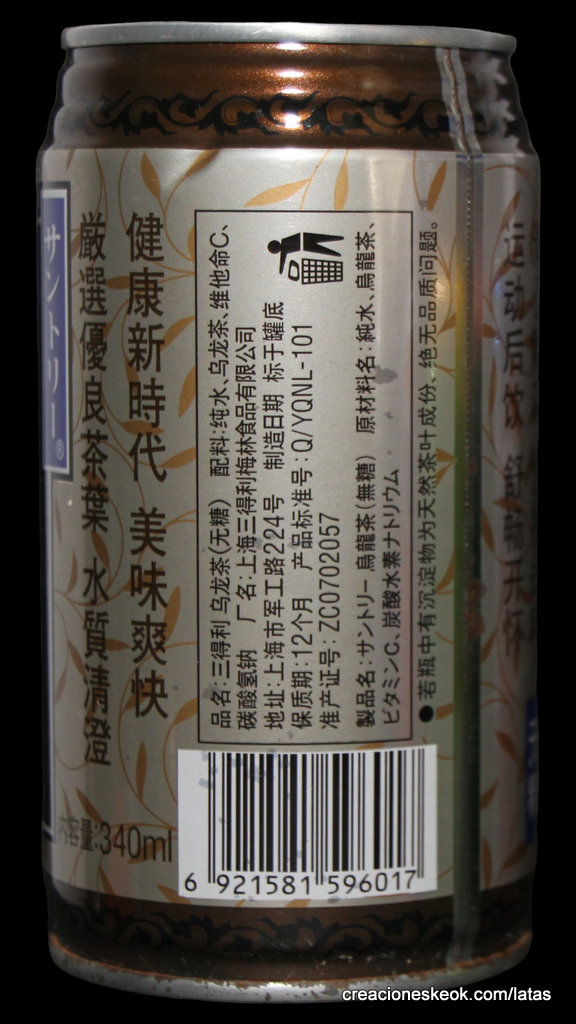 サントリー®
健康新時代 美味爽快
厳選優良茶葉 水質清澄
内容量:340ml
品名:三得利 乌龙茶(无糖) 配料:纯水、乌龙茶、维他命C、
碳酸氢钠 厂名:上海三得利梅林食品有限公司
地址:上海市军工路224号 制造日期 标于罐底
保质期:12个月 产品标准号:Q/YQNL-101
准产证号:ZC0702057
製品名:サントリー 烏龍茶(無糖) 原材料名:純水、烏龍茶、
ビタミンC、炭酸水素ナトリウム
●若瓶中有沉淀物为天然茶叶成份、绝无品质问题。
运动后饮 舒畅开怀
6 921581 596017
creacioneskeok.com/latas